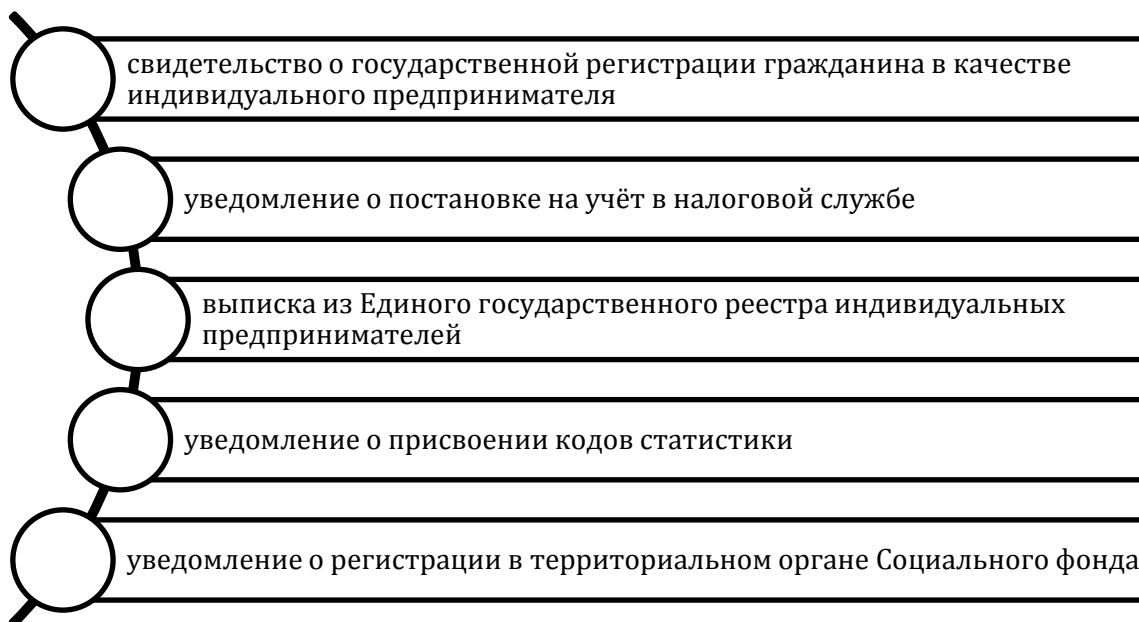 свидетельство о государственной регистрации гражданина в качестве
индивидуального предпринимателя
уведомление о постановке на учёт в налоговой службе
выписка из Единого государственного реестра индивидуальных
предпринимателей
уведомление о присвоении кодов статистики
уведомление о регистрации в территориальном органе Социального фонда